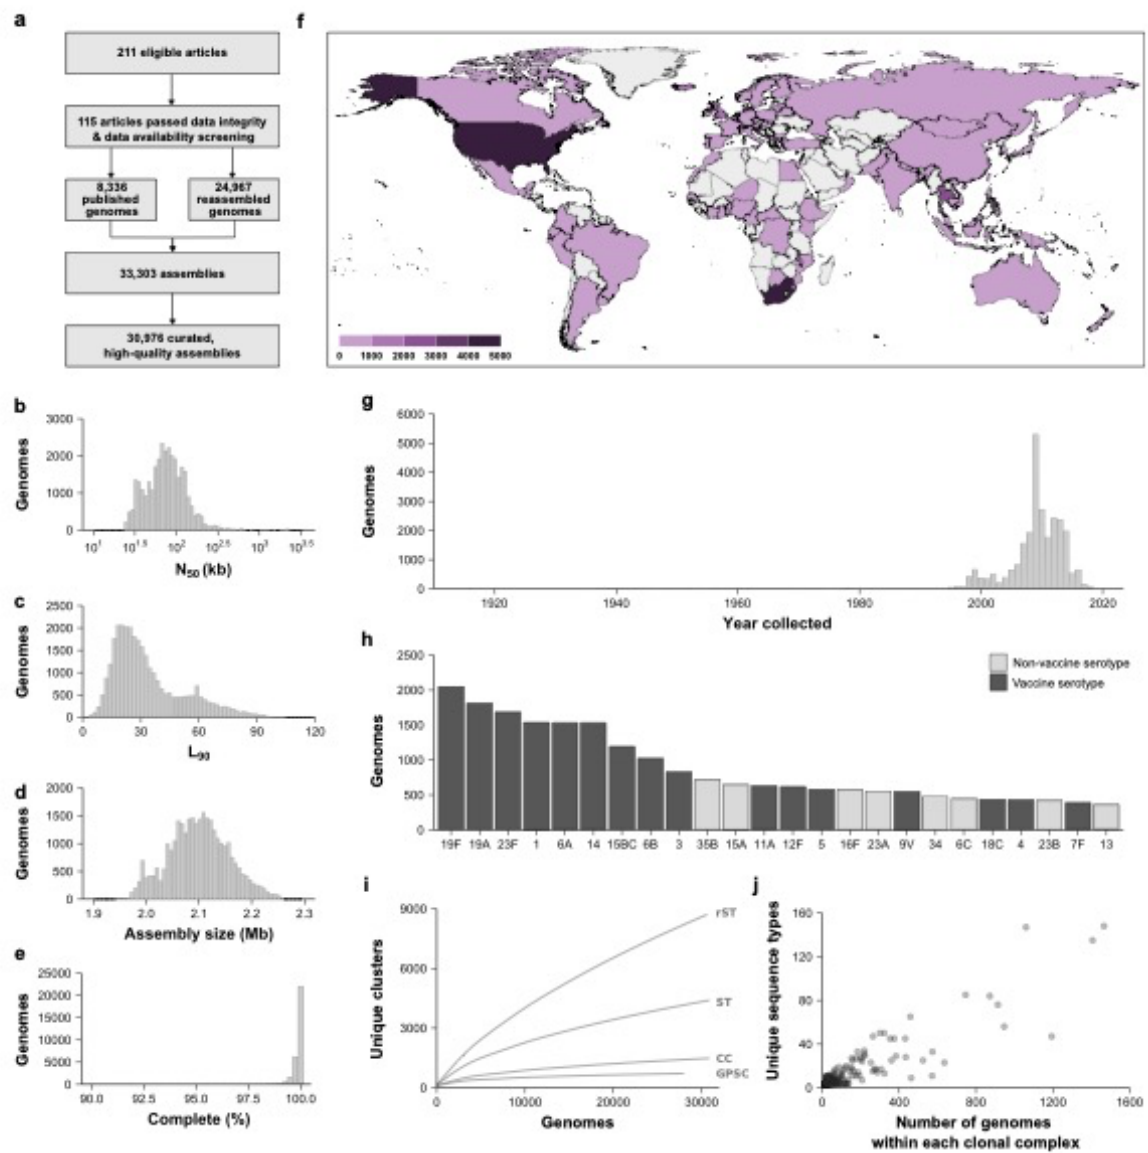 a
211 eligible articles
115 articles passed data integrity
& data availability screening
8,336
published
genomes
24,967
reassembled
genomes
33,303 assemblies
30,976 curated,
high-quality assemblies
f
0 1000 2000 3000 4000 5000
b
Genomes
3000
2000
1000
0
10¹ 10¹·⁵ 10² 10²·⁵ 10³ 10³·⁵
N₅₀ (kb)
c
Genomes
2500
2000
1500
1000
500
0
0 30 60 90 120
L₉₀
d
Genomes
2000
1500
1000
500
0
1.9 2.0 2.1 2.2 2.3
Assembly size (Mb)
e
Genomes
25000
20000
15000
10000
5000
0
90.0 92.5 95.0 97.5 100.0
Complete (%)
g
Genomes
6000
5000
4000
3000
2000
1000
0
1920 1940 1960 1980 2000 2020
Year collected
h
Genomes
2500
2000
1500
1000
500
0
Non-vaccine serotype
Vaccine serotype
19F 19A 23F 1 6A 14 15BC 6B 3 35B 15A 11A 12F 5 16F 23A 9V 34 6C 18C 4 23B 7F 13
i
Unique clusters
9000
6000
3000
0
rST
ST
CC
GPSC
0 10000 20000 30000
Genomes
j
Unique sequence types
160
120
80
40
0
0 400 800 1200 1600
Number of genomes
within each clonal complex